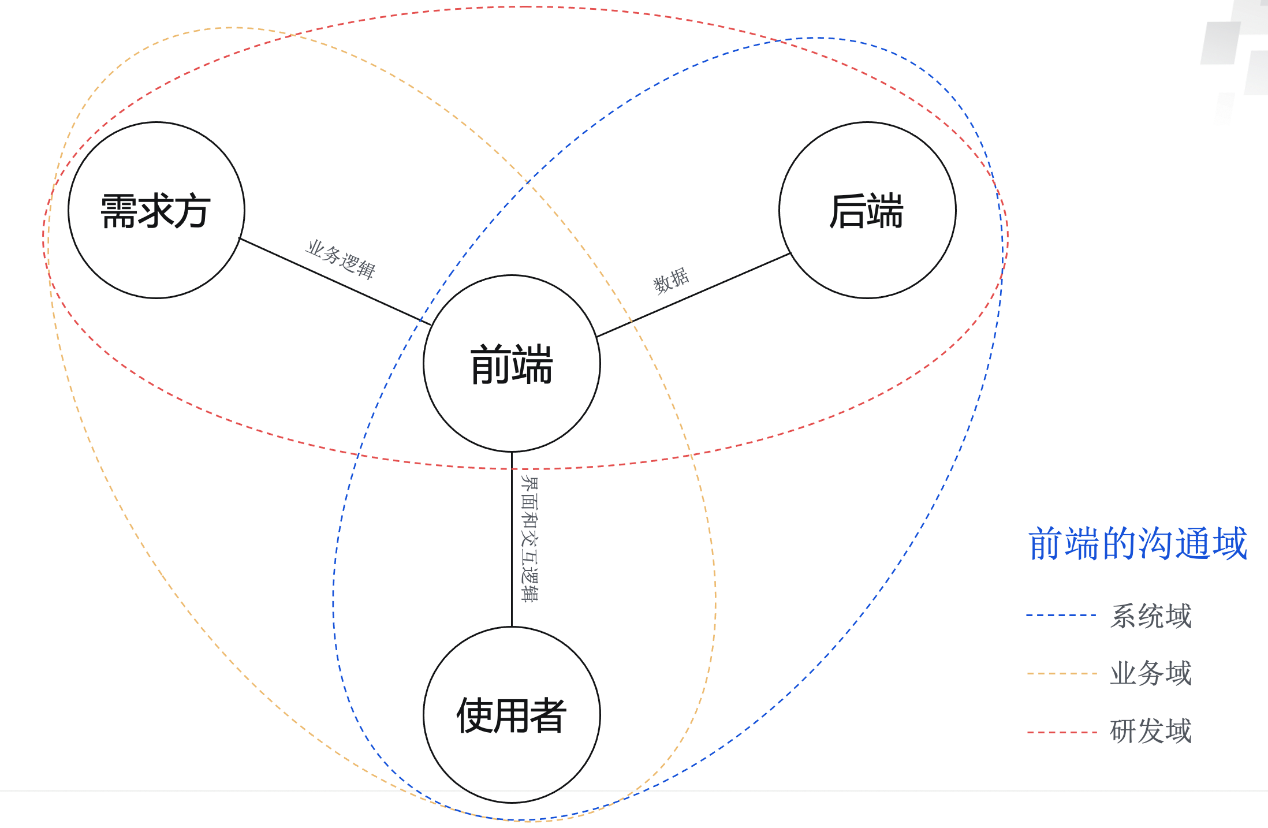 需求方
后端
业务逻辑
数据
前端
界面和交互逻辑
使用者
前端的沟通域
系统域
业务域
研发域